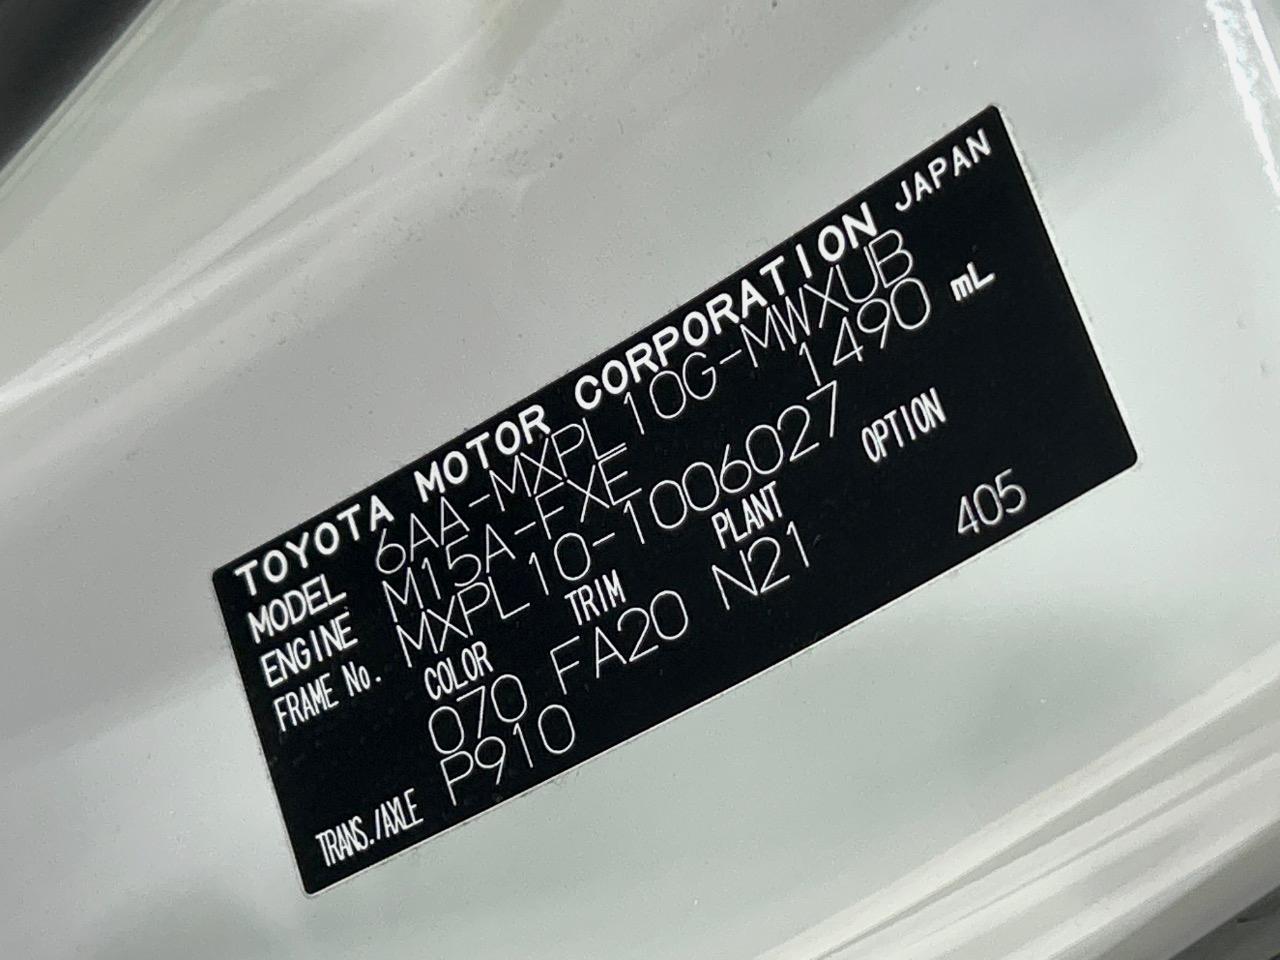 TOYOTA MOTOR CORPORATION JAPAN
MODEL 6AA-MXPL10G-MWXUB
ENGINE M15A-FXE 1490 mL
FRAME No. MXPL10-1006027
COLOR TRIM PLANT OPTION
070 FA20 N21 405
TRANS./AXLE P910